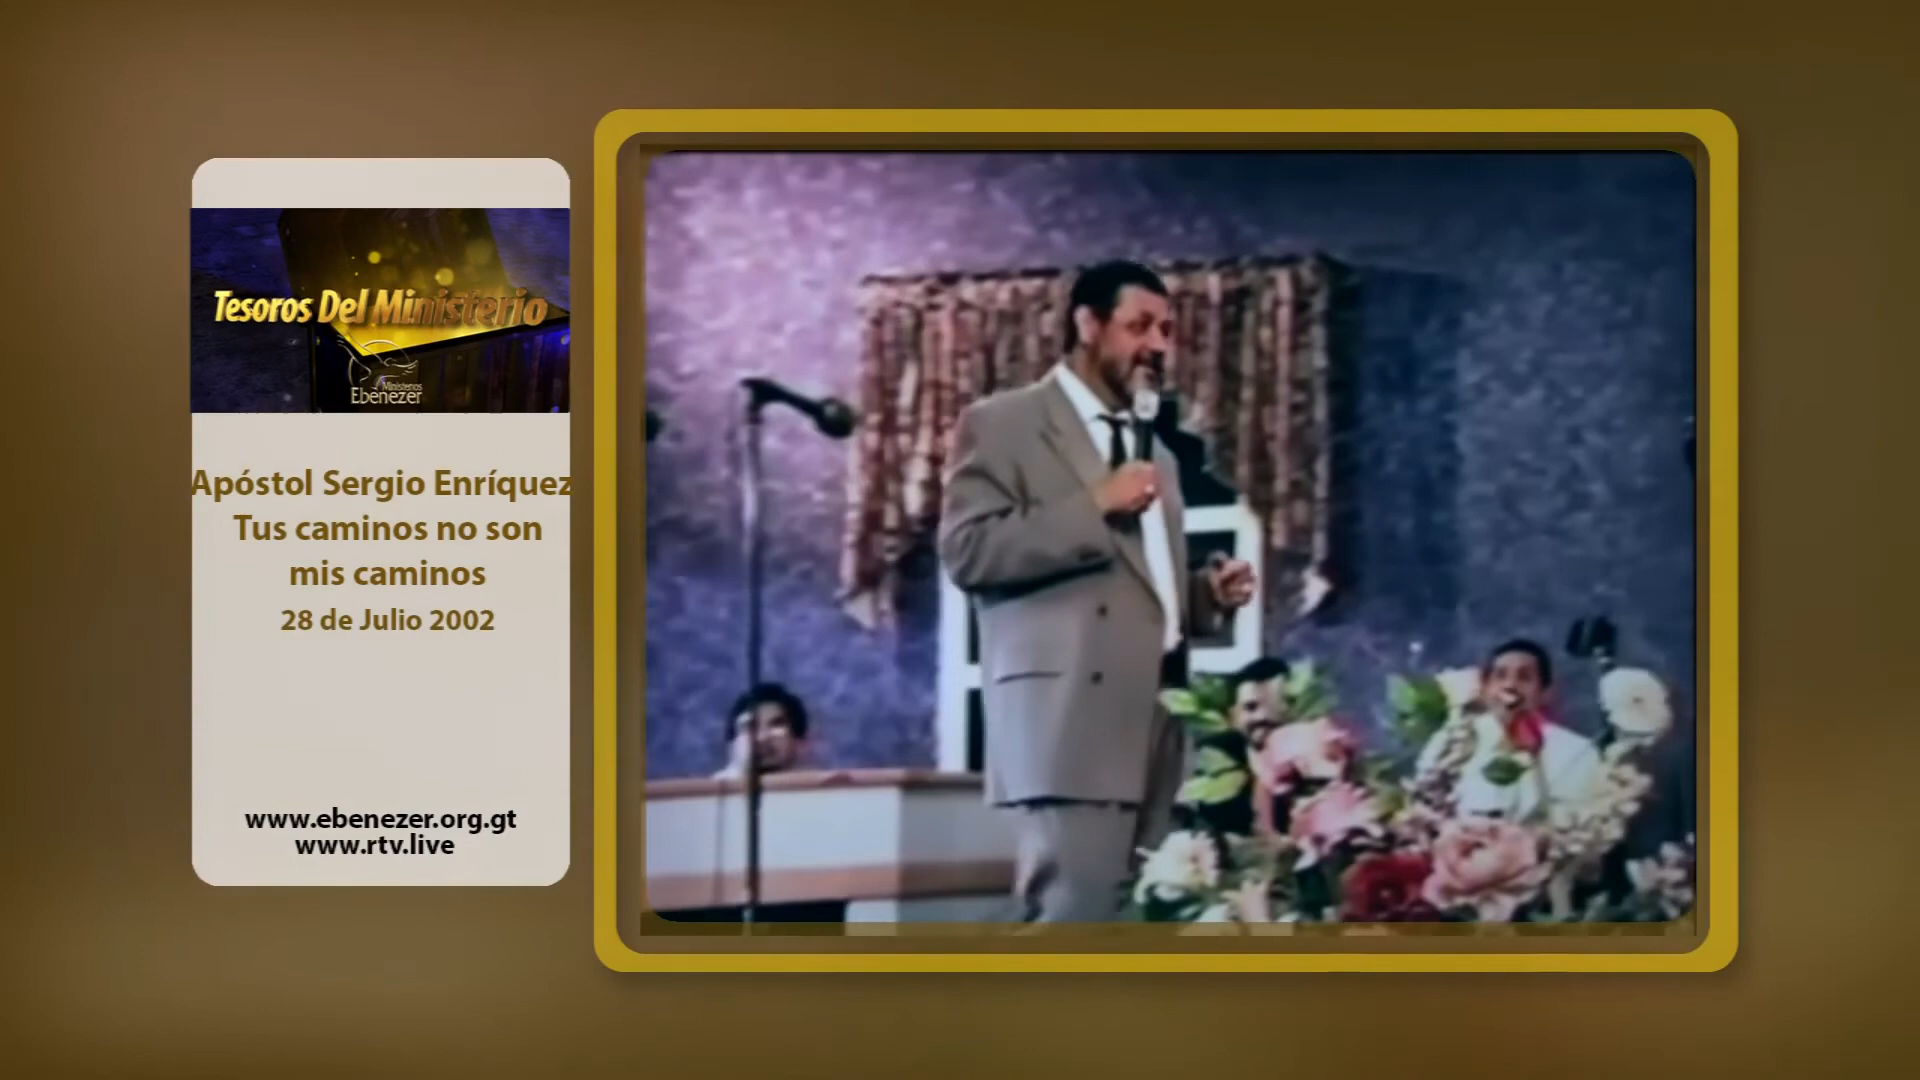 Tesoros Del Ministerio
Ministerios
Ebenezer
Apóstol Sergio Enríquez
Tus caminos no son
mis caminos
28 de Julio 2002
www.ebenezer.org.gt
www.rtv.live